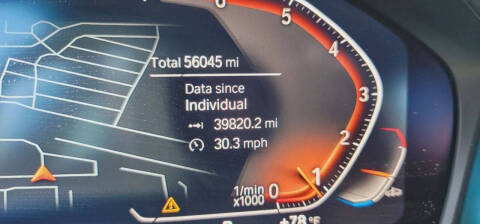 Total 56045 mi
Data since
Individual
39820.2 mi
30.3 mph
5
4
3
2
1
0
1/min
x1000
+78 °F